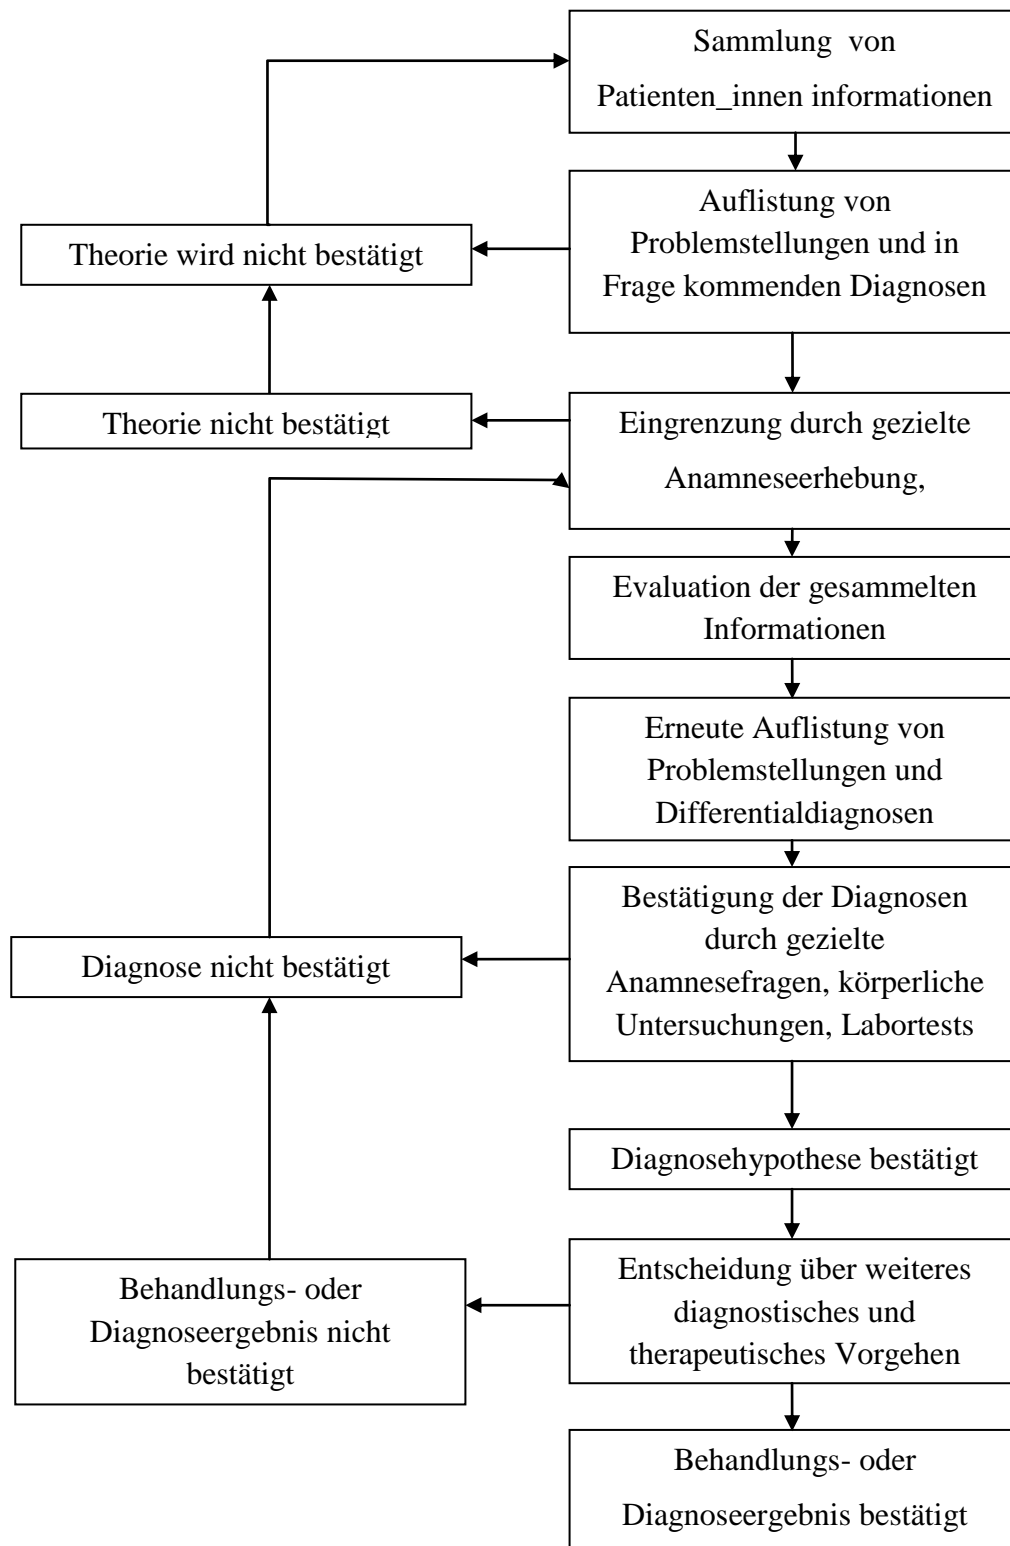 Sammlung von
Patienten_innen informationen
Auflistung von
Problemstellungen und in
Frage kommenden Diagnosen
Theorie wird nicht bestätigt
Eingrenzung durch gezielte
Anamneseerhebung,
Theorie nicht bestätigt
Evaluation der gesammelten
Informationen
Erneute Auflistung von
Problemstellungen und
Differentialdiagnosen
Bestätigung der Diagnosen
durch gezielte
Anamnesefragen, körperliche
Untersuchungen, Labortests
Diagnose nicht bestätigt
Diagnosehypothese bestätigt
Entscheidung über weiteres
diagnostisches und
therapeutisches Vorgehen
Behandlungs- oder
Diagnoseergebnis nicht
bestätigt
Behandlungs- oder
Diagnoseergebnis bestätigt